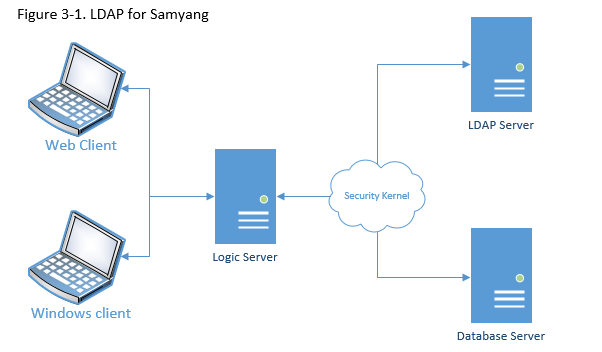 Figure 3-1. LDAP for Samyang
Web Client
Windows client
Logic Server
Security Kernel
LDAP Server
Database Server